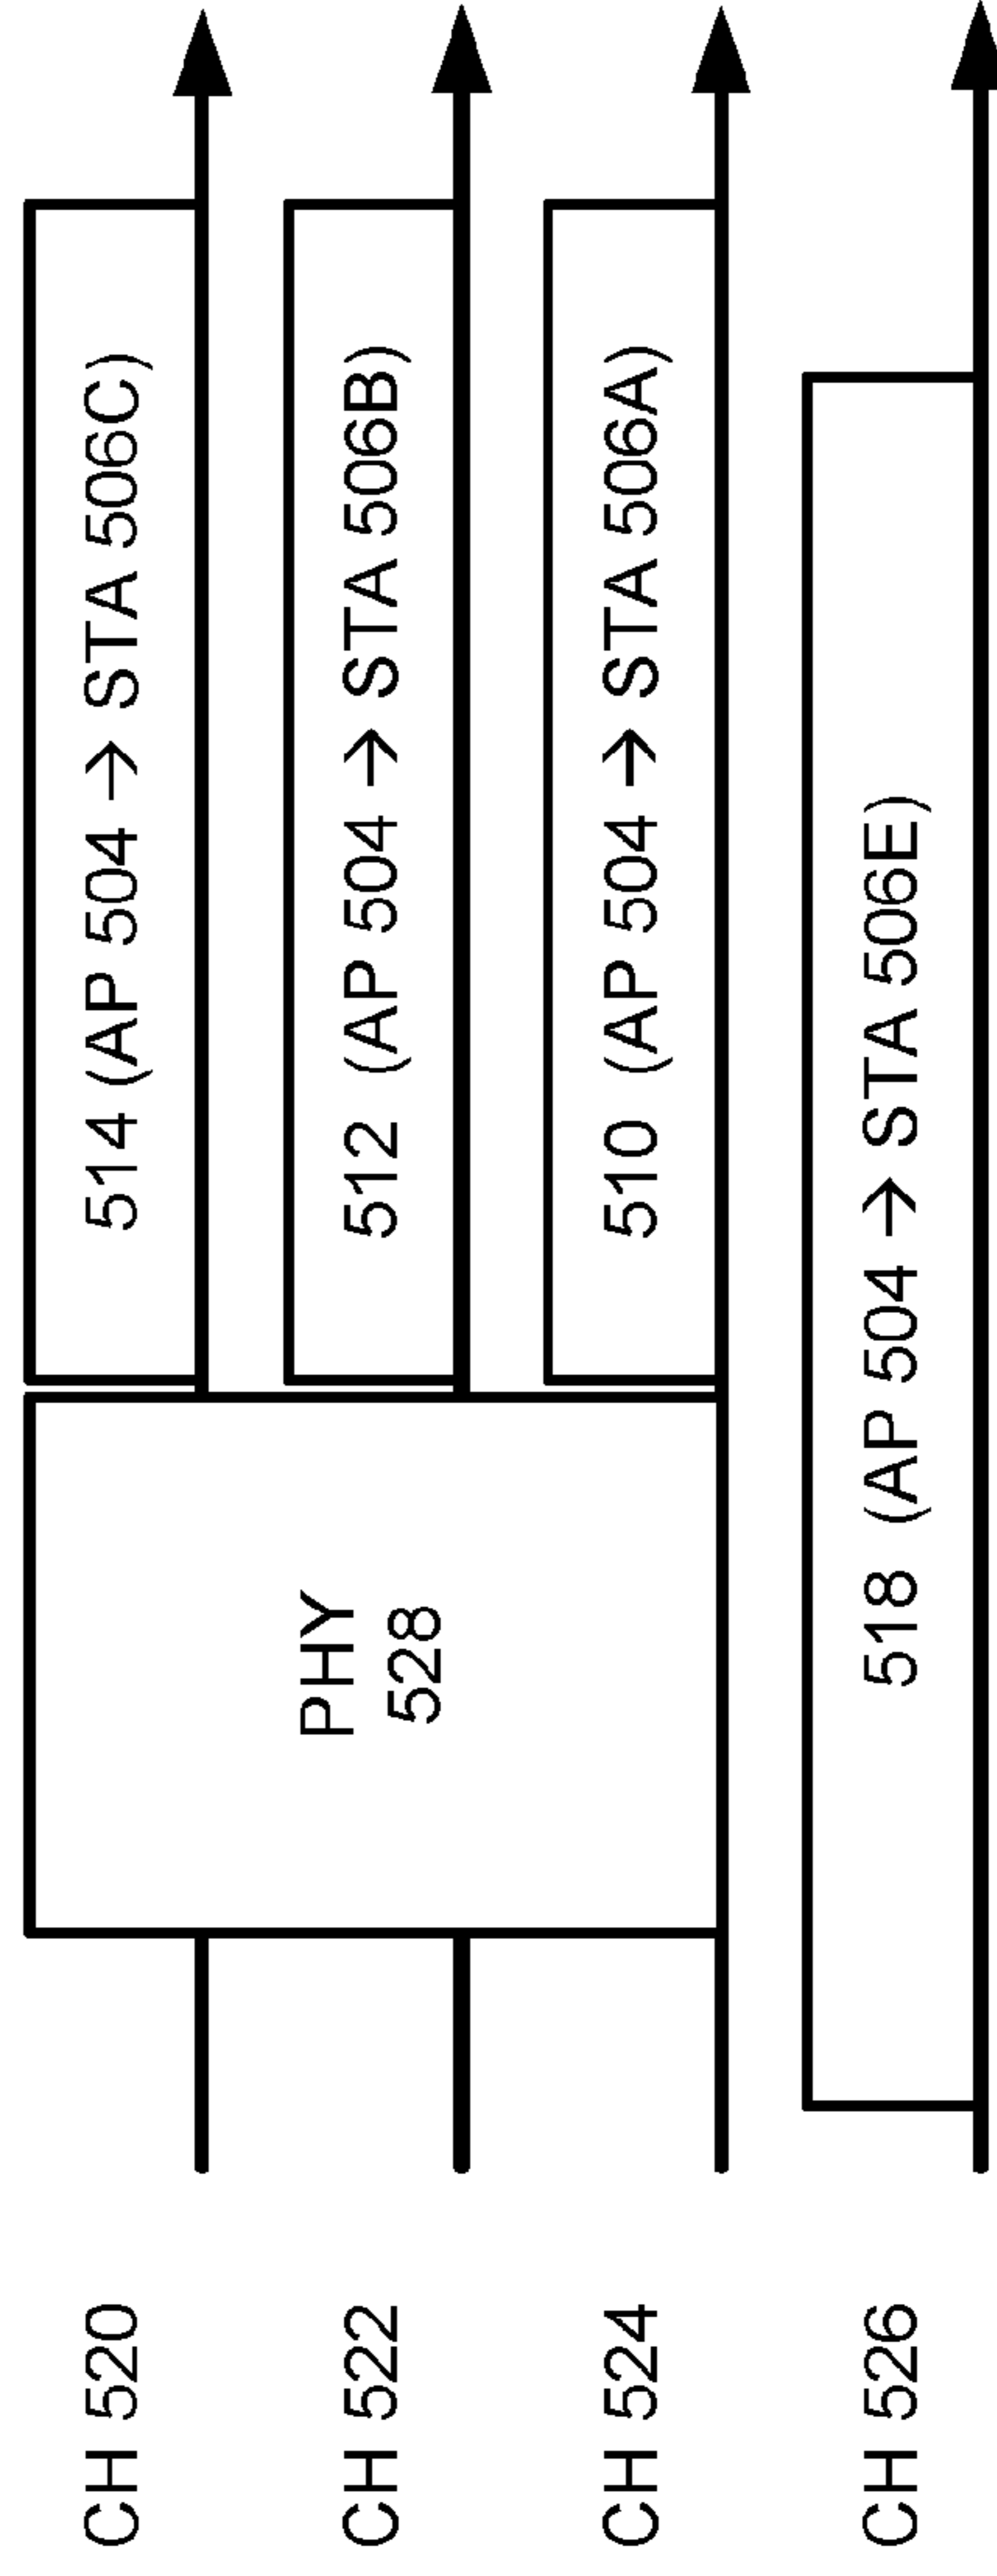 CH 520
514 (AP 504 → STA 506C)
CH 522
512 (AP 504 → STA 506B)
PHY
528
CH 524
510 (AP 504 → STA 506A)
CH 526
518 (AP 504 → STA 506E)